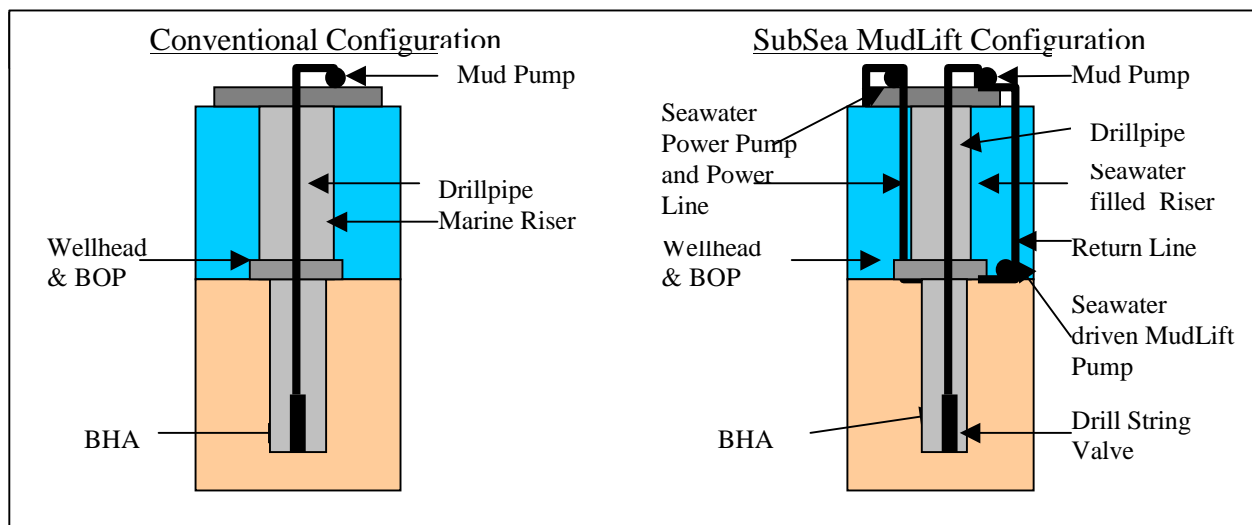 Conventional Configuration
Mud Pump
Drillpipe
Marine Riser
Wellhead
& BOP
BHA
SubSea MudLift Configuration
Seawater
Power Pump
and Power
Line
Wellhead
& BOP
BHA
Mud Pump
Drillpipe
Seawater
filled Riser
Return Line
Seawater
driven MudLift
Pump
Drill String
Valve